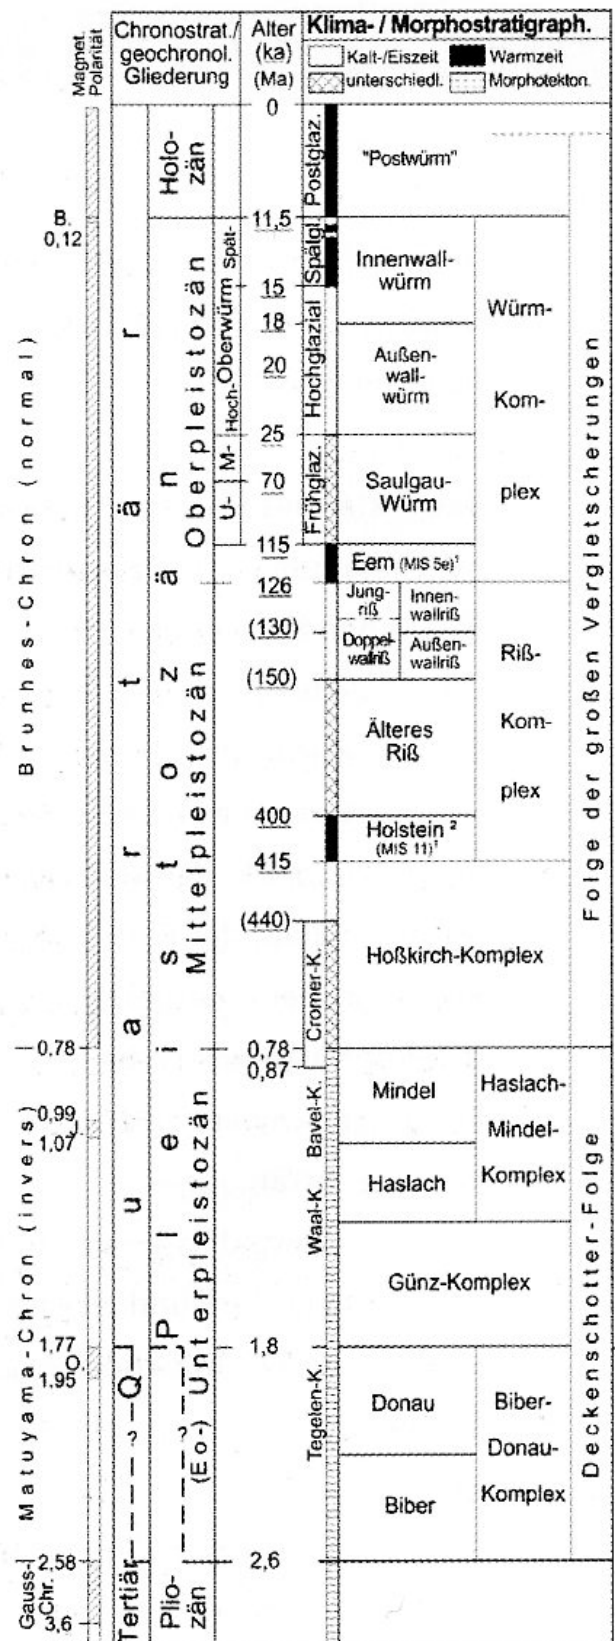 Magnet.
Polarität
Chronostrat./
geochronol.
Gliederung
Alter
(ka)
(Ma)
Klima- / Morphostratigraph.
Kalt-/Eiszeit
Warmzeit
unterschiedl.
Morphotekton.
0
Holo-
zän
Postglaz.
"Postwürm"
B.
0,12
11,5
Spätgl.
Innenwall-
würm
15
18
Außen-
wall-
würm
20
Hochglazial
25
Hoch-Oberwürm Spät-
M-
U-
70
Frühglaz.
Saulgau-
Würm
115
Eem (MIS 5e)¹
Würm-
Kom-
plex
126
Jung-
riß
Innen-
wallriß
(130)
Doppel-
wallriß
Außen-
wallriß
(150)
Älteres
Riß
400
Holstein ²
(MIS 11)¹
Riß-
Kom-
plex
415
(440)
Hoßkirch-Komplex
Cromer-K.
Folge der großen Vergletscherungen
0.78
0,78
0,87
0.99
J
1.07
Bavel-K.
Mindel
Haslach
Haslach-
Mindel-
Komplex
Waal-K.
Günz-Komplex
1.77
O.
1.95
1,8
Tegelen-K.
Donau
Biber
Biber-
Donau-
Komplex
Deckenschotter-Folge
2.58
2,6
3,6
Brunhes-Chron (normal)
Matuyama-Chron (invers)
Gauss-
Chr.
Quartär
Q
?
?
Tertiär
Pleistozän
Oberpleistozän
Mittelpleistozän
(Eo-) Unterpleistozän
Plio-
zän